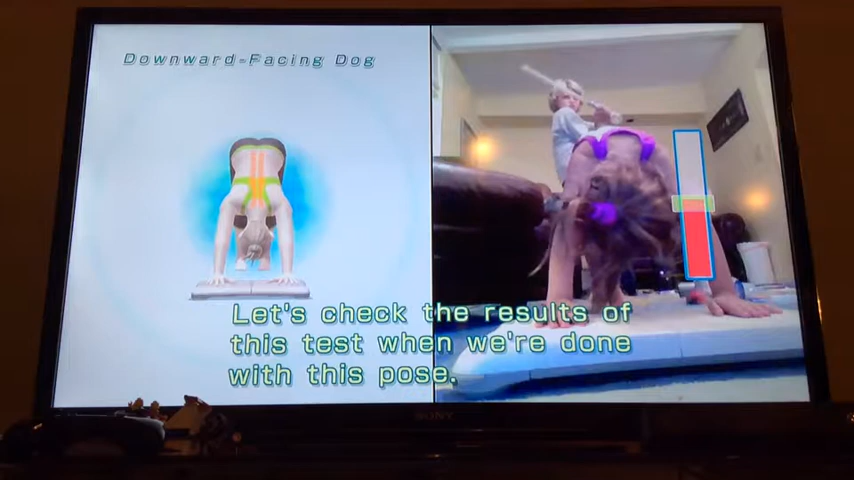 Downward-Facing Dog
Let's check the results of
this test when we're done
with this pose.
SONY